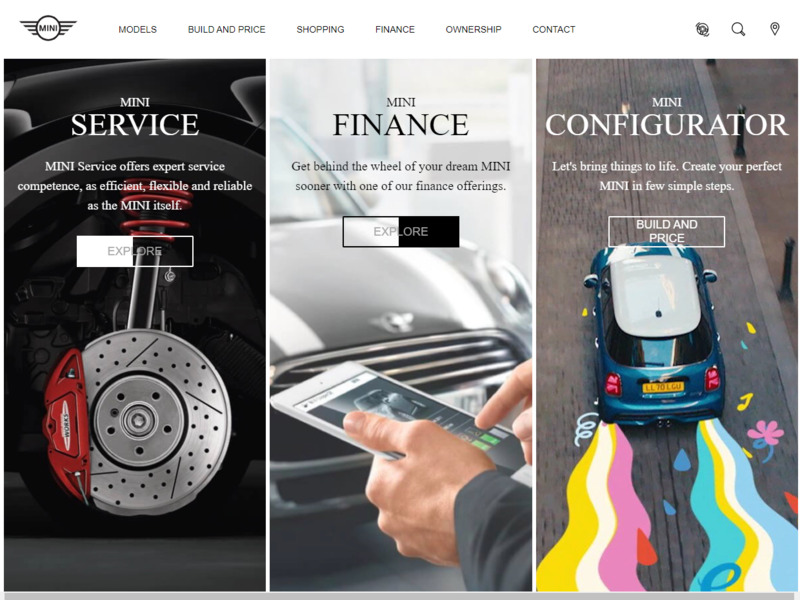 MINI
MODELS
BUILD AND PRICE
SHOPPING
FINANCE
OWNERSHIP
CONTACT
MINI
SERVICE
MINI Service offers expert service
competence, as efficient, flexible and reliable
as the MINI itself.
EXPLORE
WORKS
MINI
FINANCE
Get behind the wheel of your dream MINI
sooner with one of our finance offerings.
EXPLORE
MINI
CONFIGURATOR
Let's bring things to life. Create your perfect
MINI in few simple steps.
BUILD AND
PRICE
LL70 LGU